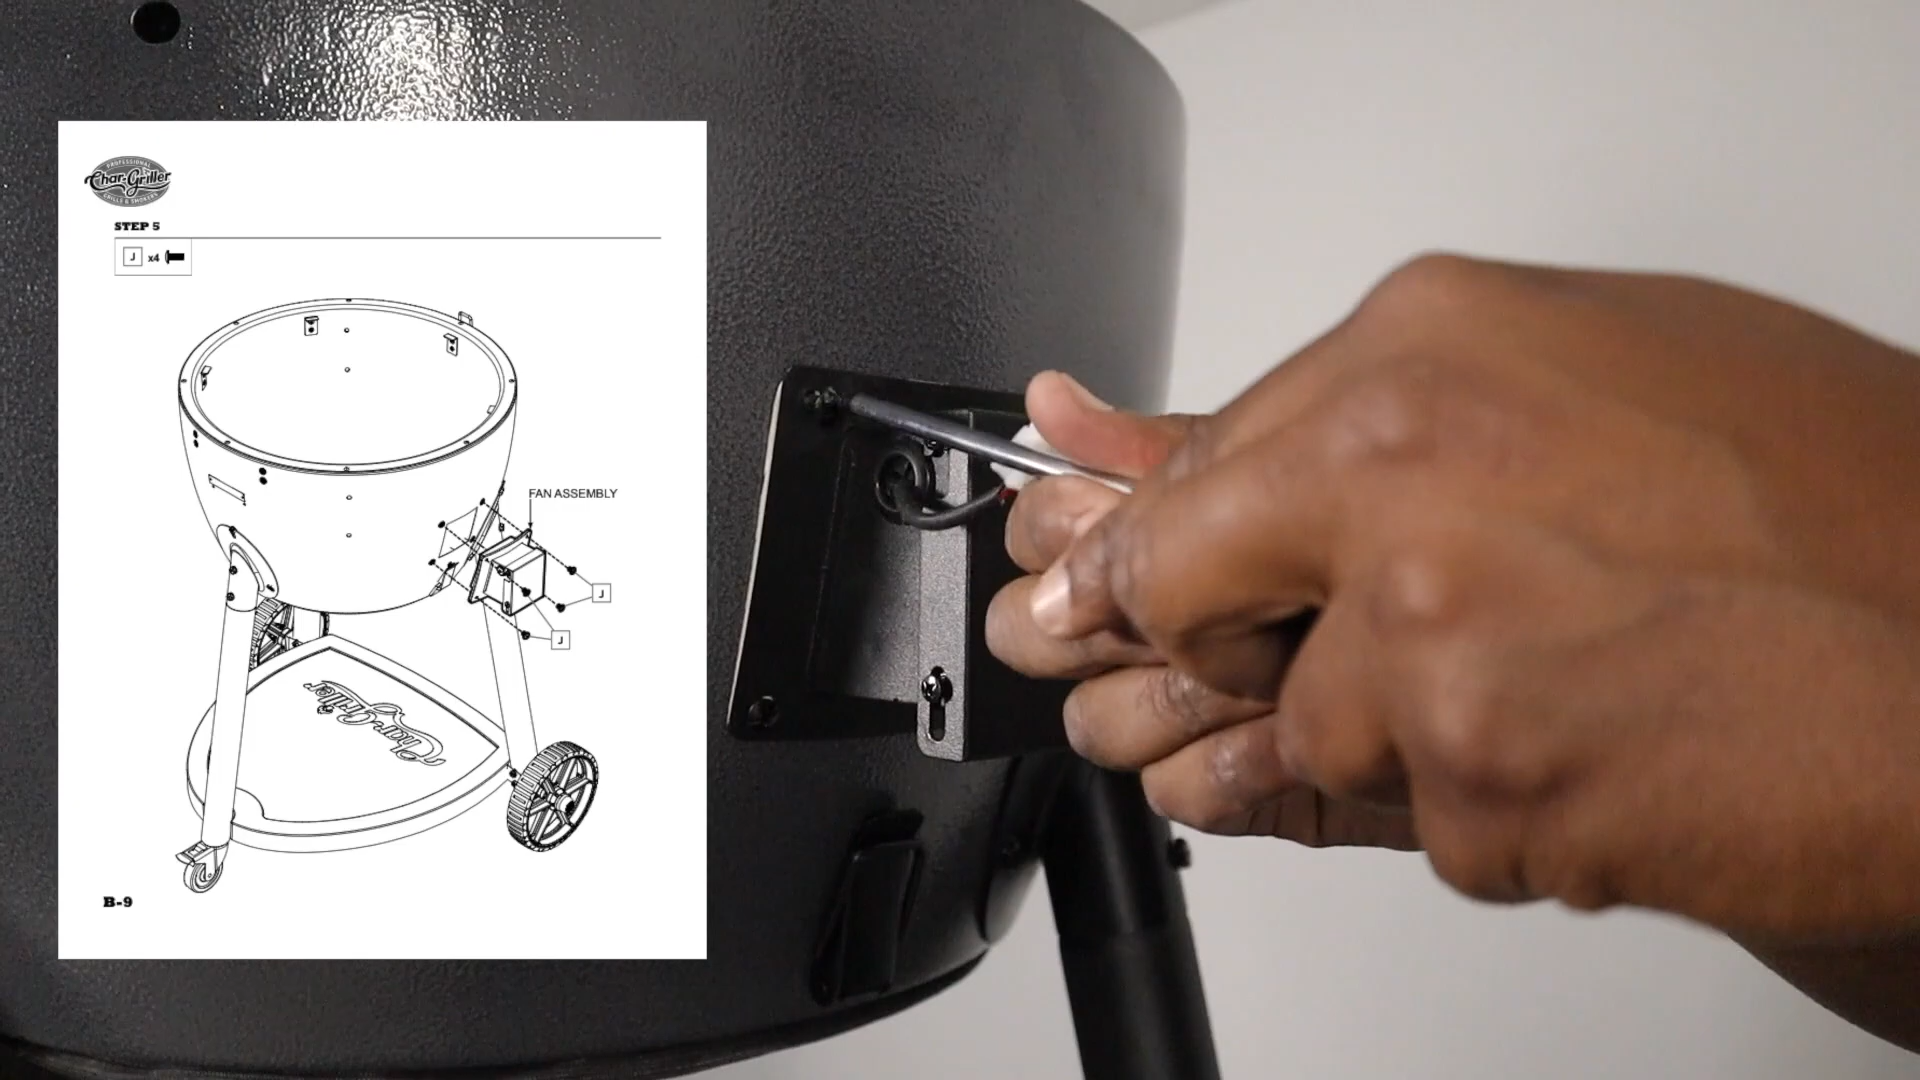 PROFESSIONAL
Char-Griller
GRILLS & SMOKERS
STEP 5
J x4
FAN ASSEMBLY
J
J
Char-Griller
B-9